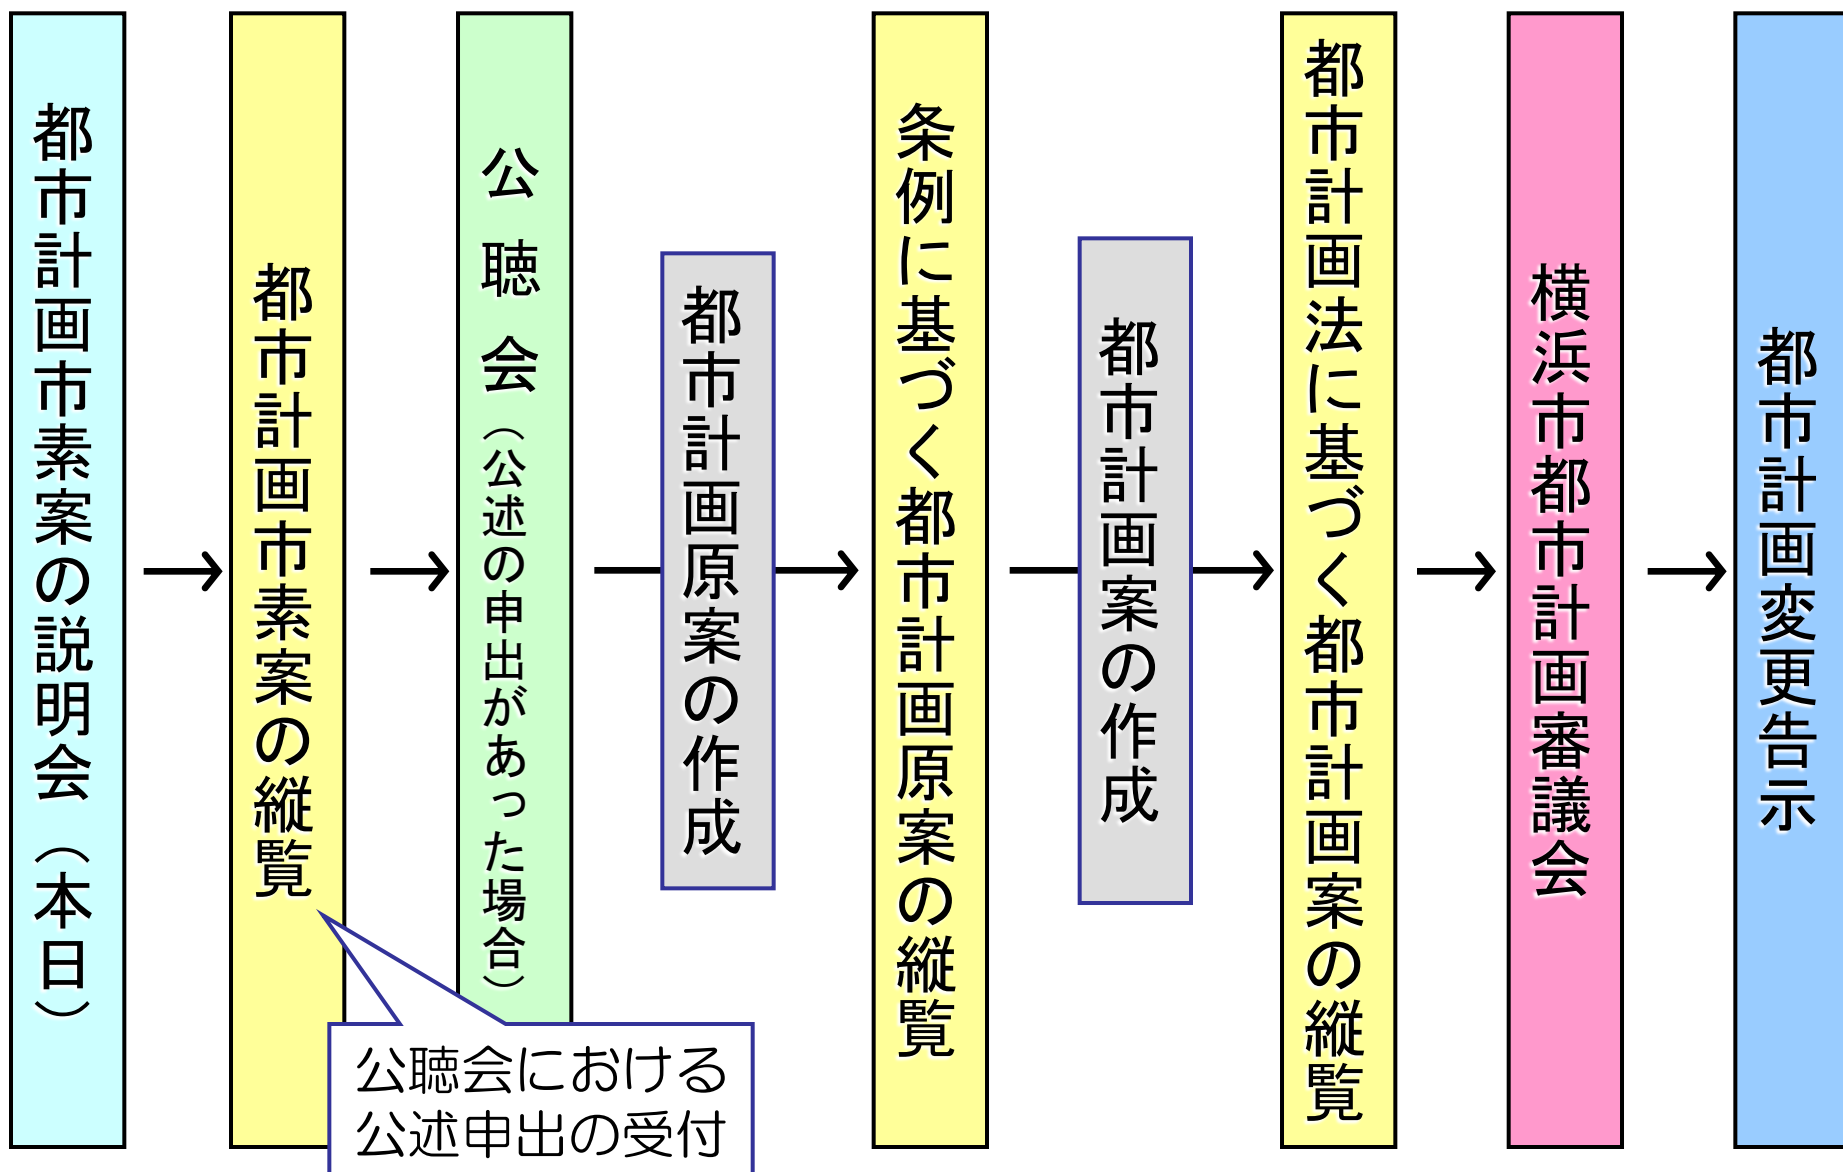 都市計画市素案の説明会（本日）
都市計画市素案の縦覧
公聴会（公述の申出があった場合）
都市計画原案の作成
条例に基づく都市計画原案の縦覧
都市計画案の作成
都市計画法に基づく都市計画案の縦覧
横浜市都市計画審議会
都市計画変更告示
公聴会における
公述申出の受付